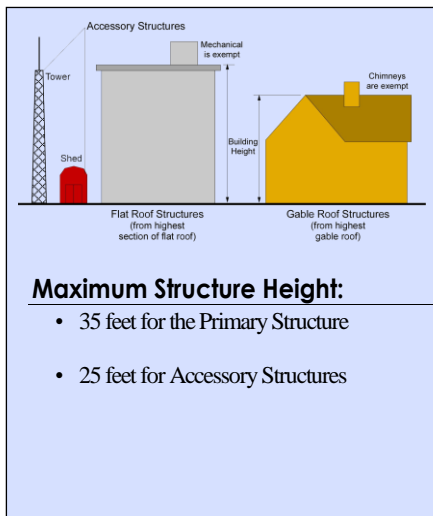 Accessory Structures
Mechanical
is exempt
Tower
Chimneys
are exempt
Building
Height
Shed
Flat Roof Structures
(from highest
section of flat roof)
Gable Roof Structures
(from highest
gable roof)
Maximum Structure Height:
• 35 feet for the Primary Structure
• 25 feet for Accessory Structures